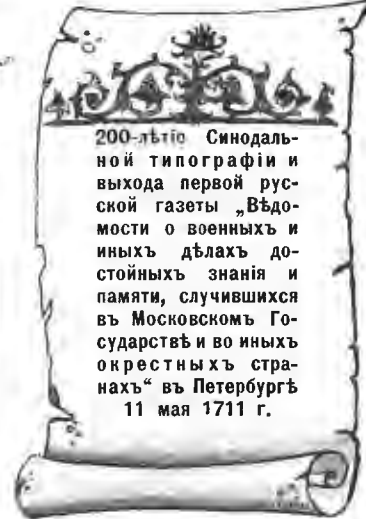 200-лѣтіе Синодаль-
ной типографіи и
выхода первой рус-
ской газеты „Вѣдо-
мости о военныхъ и
иныхъ дѣлахъ до-
стойныхъ знанія и
памяти, случившихся
въ Московскомъ Го-
сударствѣ и во иныхъ
окрестныхъ стра-
нахъ“ въ Петербургѣ
11 мая 1711 г.